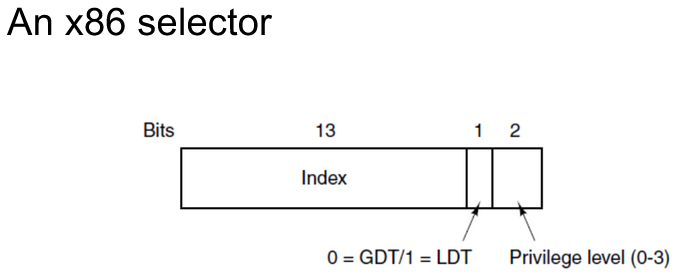 An x86 selector
Bits 13 1 2
Index
0 = GDT/1 = LDT Privilege level (0-3)